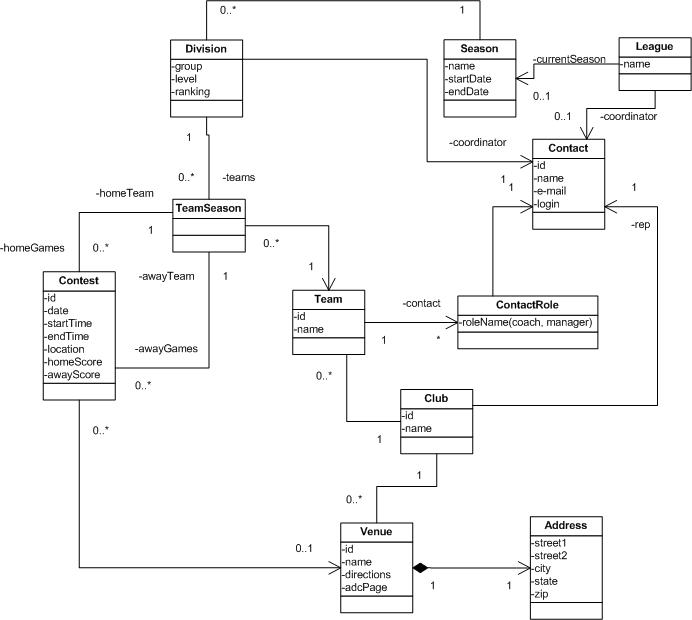 0..*
1
Division
-group
-level
-ranking
Season
-name
-startDate
-endDate
League
-name
-currentSeason
0..1
0..1
-coordinator
1
-coordinator
Contact
-id
-name
-e-mail
-login
0..*
-teams
1
1
1
-homeTeam
TeamSeason
-rep
1
0..*
-homeGames
0..*
-awayTeam
1
1
Contest
-id
-date
-startTime
-endTime
-location
-homeScore
-awayScore
Team
-id
-name
-contact
ContactRole
-roleName(coach, manager)
1
*
-awayGames
0..*
0..*
Club
-id
-name
0..*
1
1
0..*
Venue
-id
-name
-directions
-adcPage
0..1
1
1
Address
-street1
-street2
-city
-state
-zip